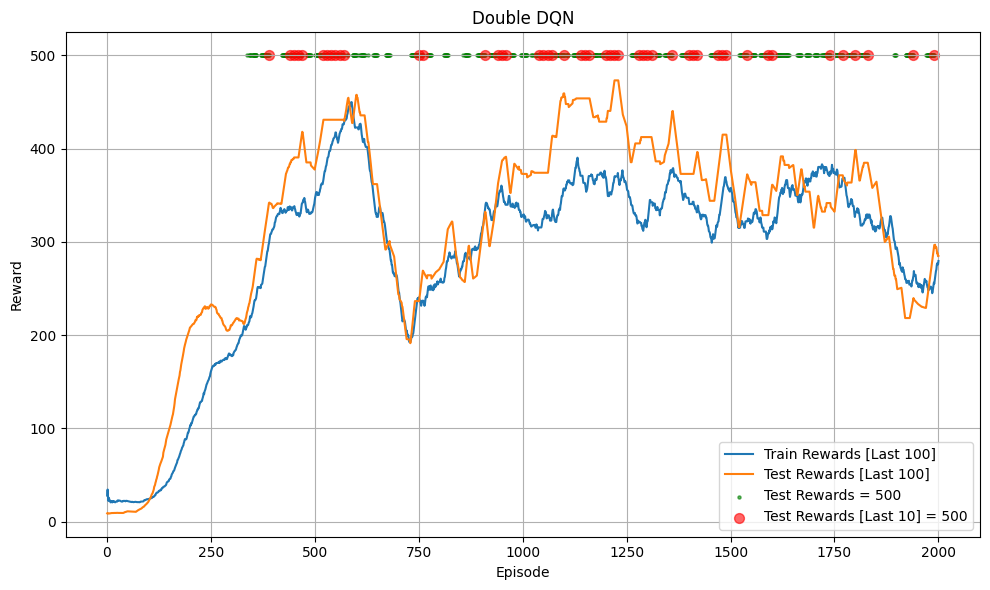 Double DQN
500
400
300
200
100
0
Reward
0 250 500 750 1000 1250 1500 1750 2000
Episode
Train Rewards [Last 100]
Test Rewards [Last 100]
Test Rewards = 500
Test Rewards [Last 10] = 500